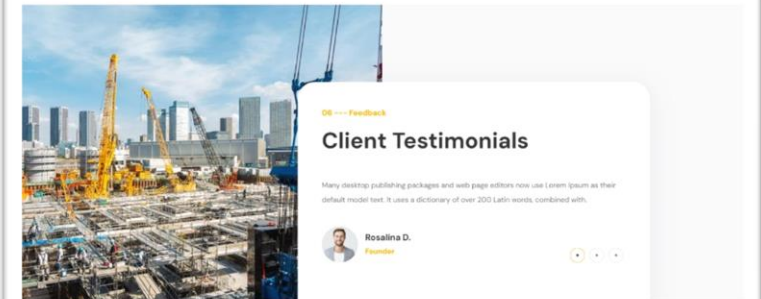 08 --- Feedback
Client Testimonials
Many desktop publishing packages and web page editors now use Lorem Ipsum as their
default model text. It uses a dictionary of over 200 Latin words, combined with.
Rosalina D.
Founder